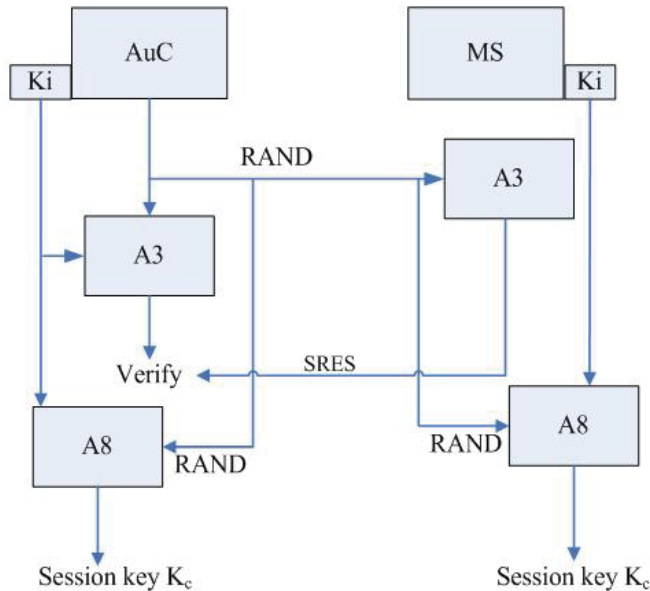 AuC
MS
Ki
Ki
RAND
A3
A3
SRES
Verify
A8
RAND
RAND
A8
Session key Kc
Session key Kc